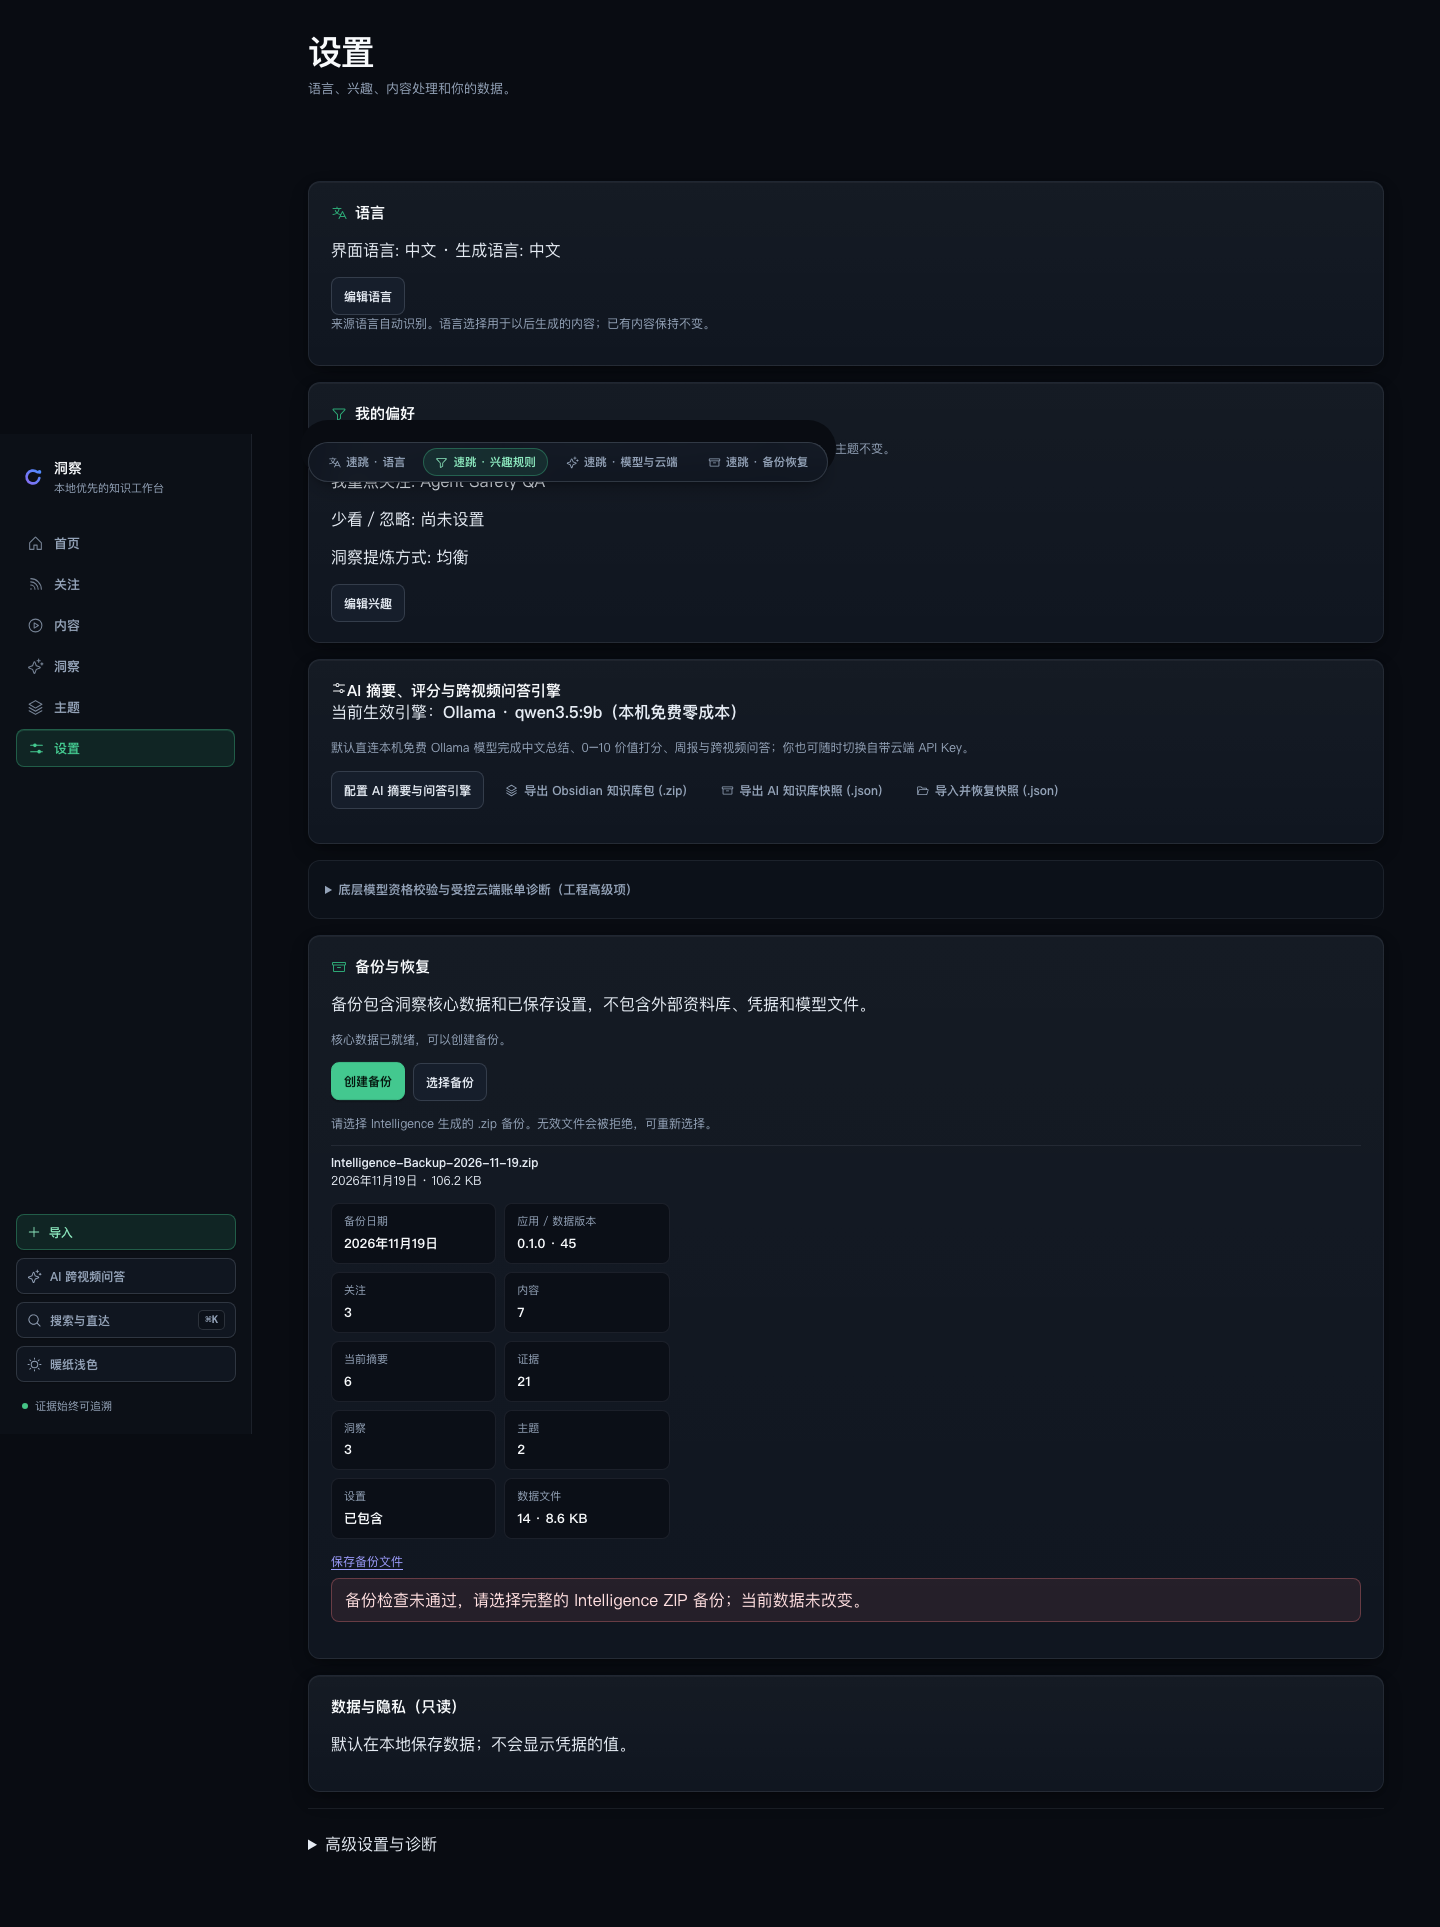 设置
语言、兴趣、内容处理和你的数据。
语言
界面语言: 中文 · 生成语言: 中文
编辑语言
来源语言自动识别。语言选择用于以后生成的内容；已有内容保持不变。
我的偏好
主题不变。
速跳 · 语言
速跳 · 兴趣规则
速跳 · 模型与云端
速跳 · 备份恢复
我重点关注: Agent Safety QA
少看 / 忽略: 尚未设置
洞察提炼方式: 均衡
编辑兴趣
洞察
本地优先的知识工作台
首页
关注
内容
洞察
主题
设置
AI 摘要、评分与跨视频问答引擎
当前生效引擎：Ollama · qwen3.5:9b（本机免费零成本）
默认直连本机免费 Ollama 模型完成中文总结、0–10 价值打分、周报与跨视频问答；你也可随时切换自带云端 API Key。
配置 AI 摘要与问答引擎
导出 Obsidian 知识库包 (.zip)
导出 AI 知识库快照 (.json)
导入并恢复快照 (.json)
底层模型资格校验与受控云端账单诊断（工程高级项）
备份与恢复
备份包含洞察核心数据和已保存设置，不包含外部资料库、凭据和模型文件。
核心数据已就绪，可以创建备份。
创建备份
选择备份
请选择 Intelligence 生成的 .zip 备份。无效文件会被拒绝，可重新选择。
Intelligence-Backup-2026-11-19.zip
2026年11月19日 · 106.2 KB
备份日期
2026年11月19日
应用 / 数据版本
0.1.0 · 45
关注
3
内容
7
当前摘要
6
证据
21
洞察
3
主题
2
设置
已包含
数据文件
14 · 8.6 KB
保存备份文件
备份检查未通过，请选择完整的 Intelligence ZIP 备份；当前数据未改变。
导入
AI 跨视频问答
搜索与直达
⌘K
暖纸浅色
证据始终可追溯
数据与隐私（只读）
默认在本地保存数据；不会显示凭据的值。
高级设置与诊断